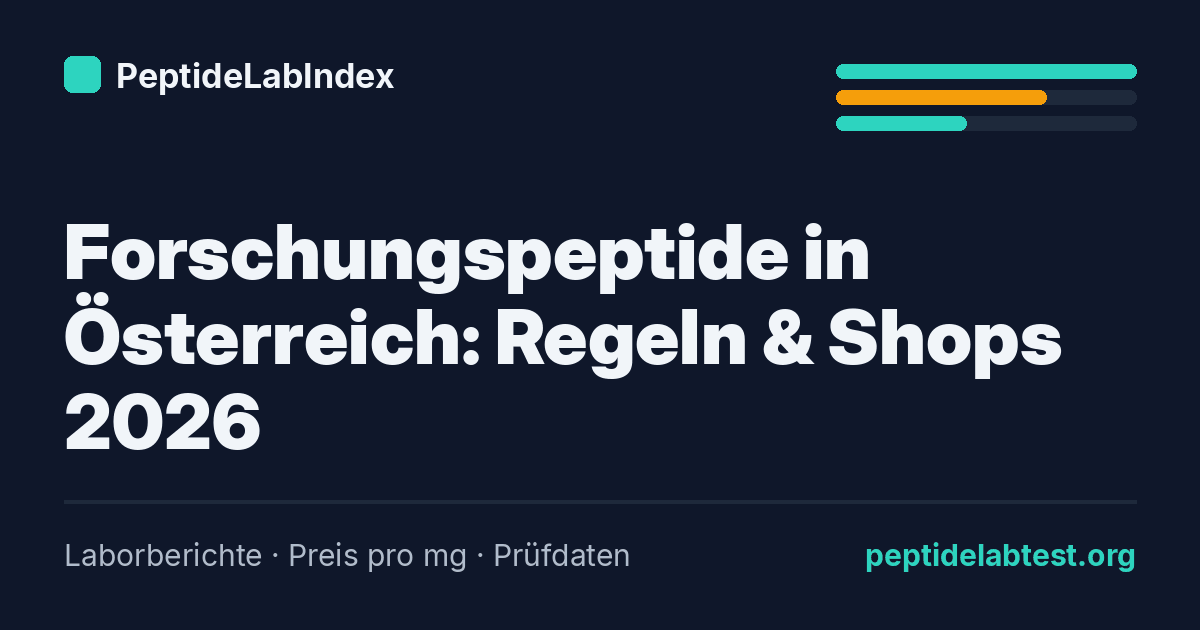 PeptideLabIndex
Forschungspeptide in
Österreich: Regeln & Shops
2026
Laborberichte · Preis pro mg · Prüfdaten
peptidelabtest.org